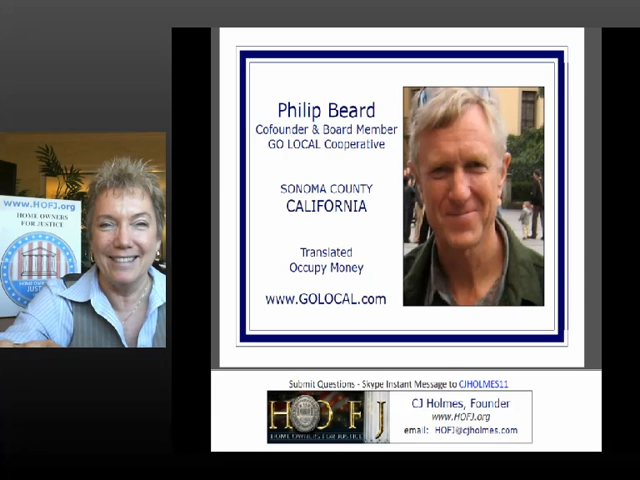 www.HOFJ.org
HOME OWNERS
FOR JUSTICE
Philip Beard
Cofounder & Board Member
GO LOCAL Cooperative
SONOMA COUNTY
CALIFORNIA
Translated
Occupy Money
www.GOLOCAL.com
Submit Questions - Skype Instant Message to CJHOLMES11
HOFJ
HOME OWNERS FOR JUSTICE
CJ Holmes, Founder
www.HOFJ.org
email: HOFJ@cjholmes.com